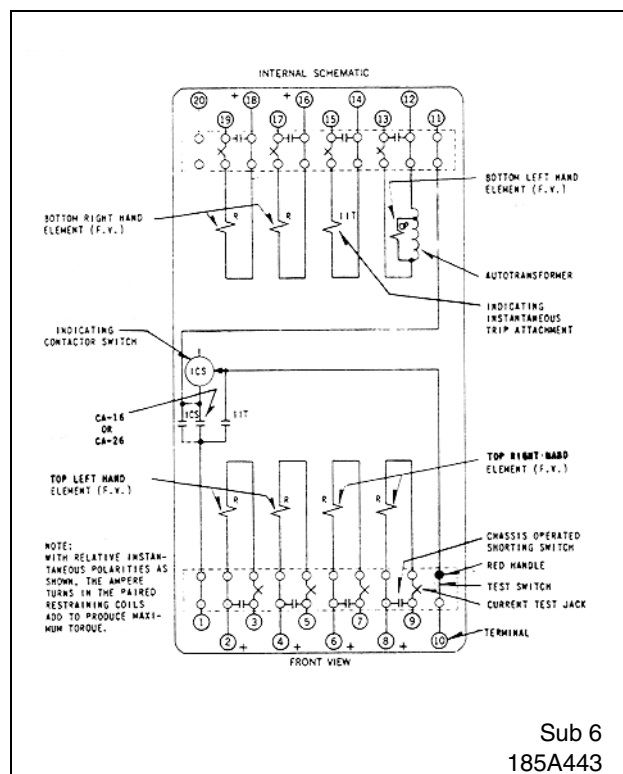 INTERNAL SCHEMATIC
20 + 18 + 16 14 12
19 17 15 13 11
BOTTOM LEFT HAND
ELEMENT (F.V.)
BOTTOM RIGHT HAND
ELEMENT (F.V.)
R R IIT OP
AUTOTRANSFORMER
INDICATING
INSTANTANEOUS
TRIP ATTACHMENT
INDICATING
CONTACTOR SWITCH
ICS
CA-16
OR
CA-26
ICS IIT
TOP LEFT HAND
ELEMENT (F.V.)
TOP RIGHT HAND
ELEMENT (F.V.)
R R R R
NOTE:
WITH RELATIVE INSTAN-
TANEOUS POLARITIES AS
SHOWN, THE AMPERE
TURNS IN THE PAIRED
RESTRAINING COILS
ADD TO PRODUCE MAXI-
MUM TORQUE.
CHASSIS OPERATED
SHORTING SWITCH
RED HANDLE
TEST SWITCH
CURRENT TEST JACK
TERMINAL
1 3 5 7 9
2 + 4 + 6 + 8 + 10
FRONT VIEW
Sub 6
185A443